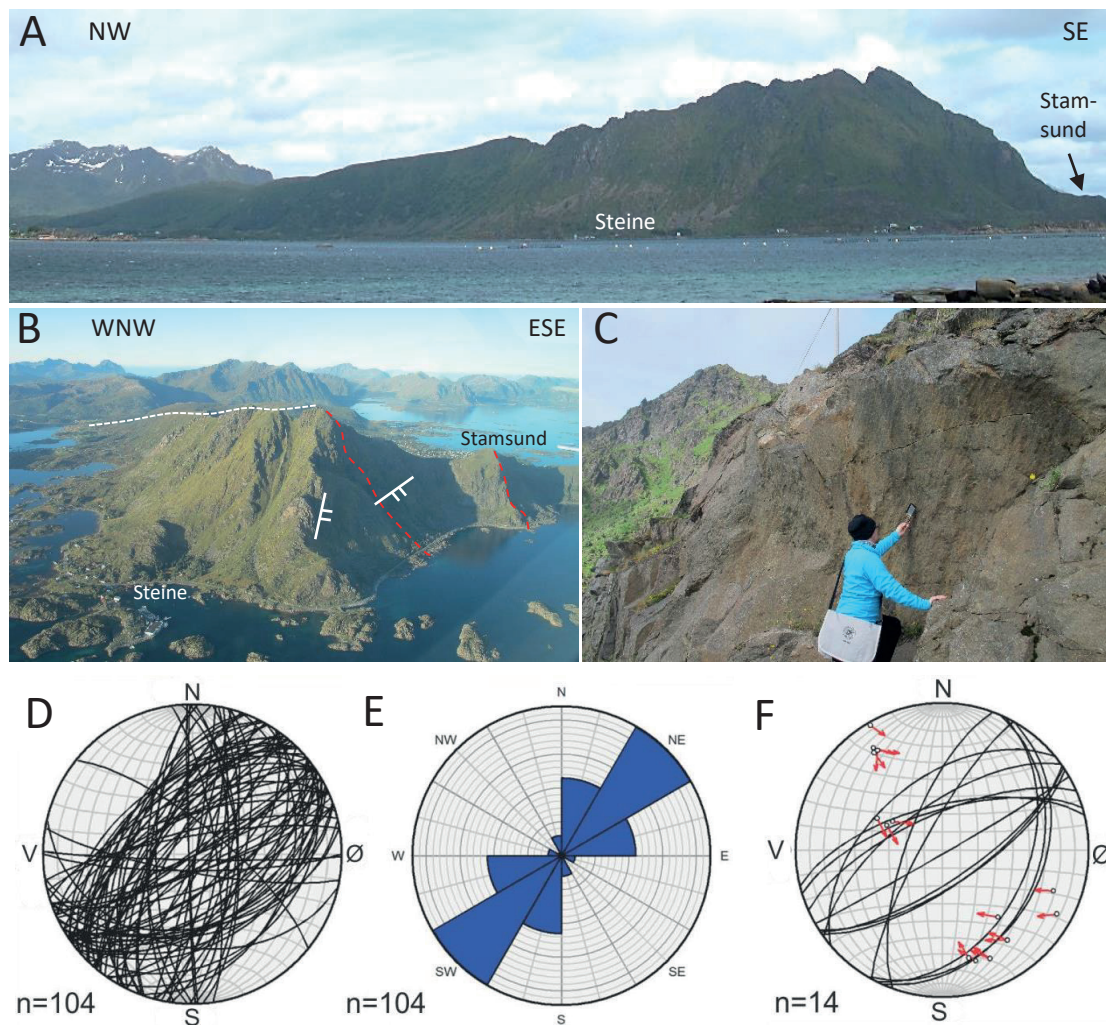 A
NW
SE
Stam-
sund
Steine
B
WNW
ESE
Stamsund
Steine
C
D
N
V
Ø
S
n=104
E
N
NW
NE
W
E
SW
SE
S
n=104
F
N
V
Ø
S
n=14